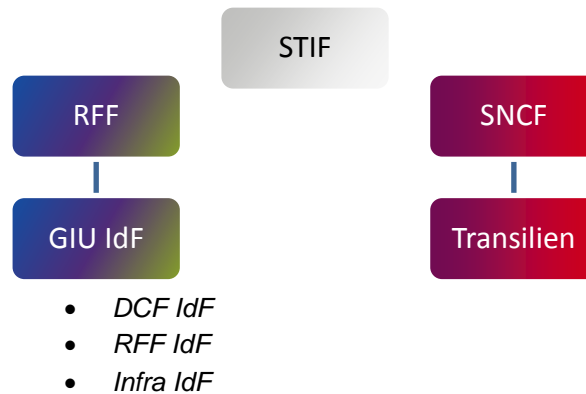 STIF
RFF
SNCF
GIU IdF
Transilien
• DCF IdF
• RFF IdF
• Infra IdF